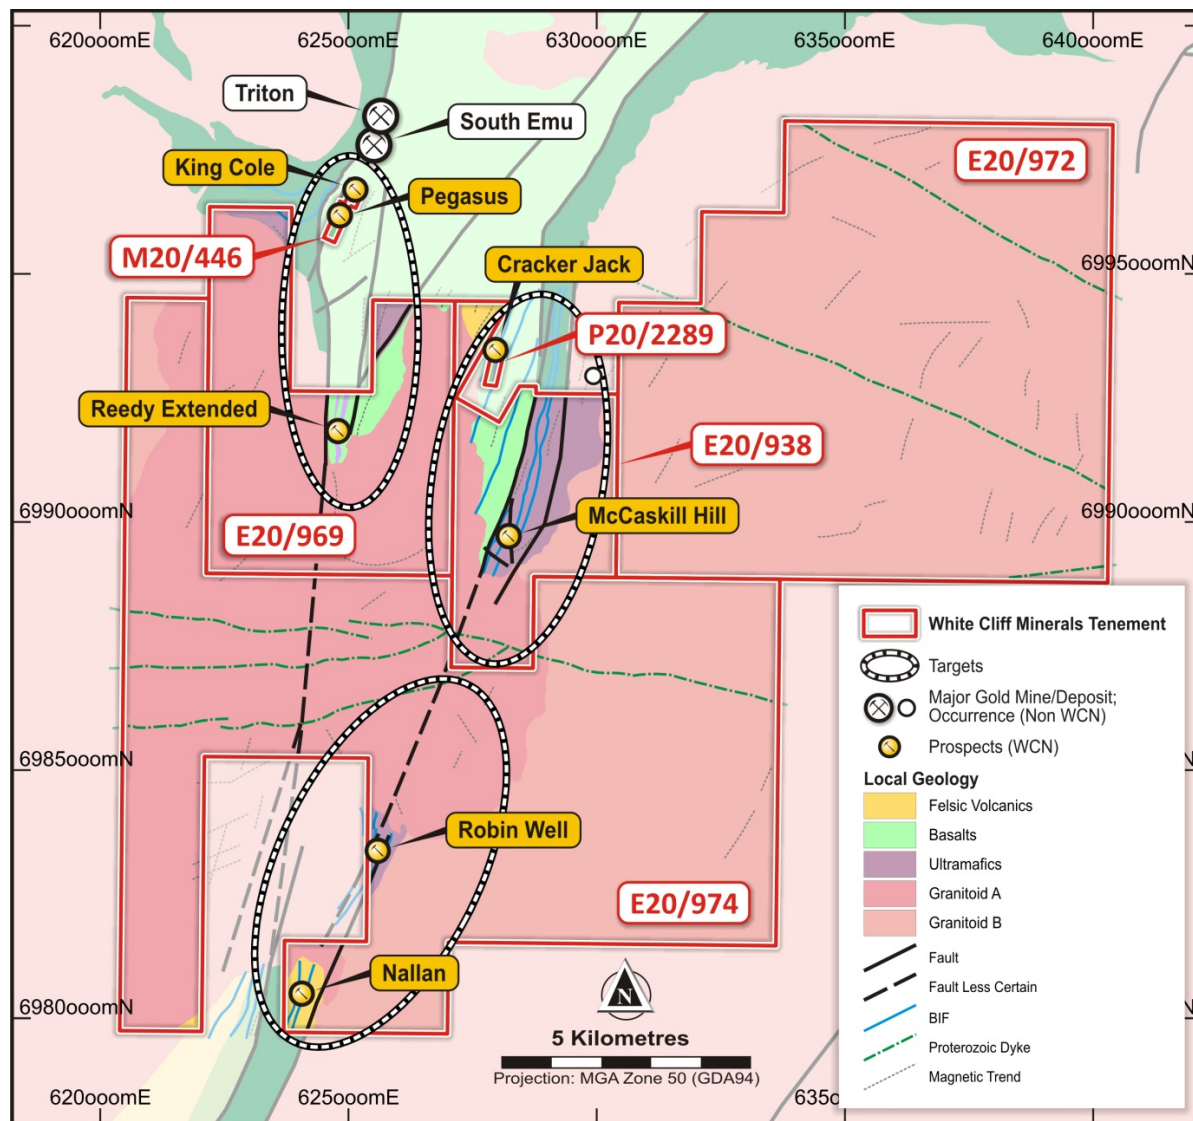 620000mE
625000mE
630000mE
635000mE
640000mE
Triton
South Emu
King Cole
Pegasus
E20/972
M20/446
Cracker Jack
6995000mN
P20/2289
Reedy Extended
E20/938
6990000mN
McCaskill Hill
6990000mN
E20/969
6985000mN
Robin Well
E20/974
Nallan
6980000mN
N
5 Kilometres
Projection: MGA Zone 50 (GDA94)
620000mE
625000mE
6350
White Cliff Minerals Tenement
Targets
Major Gold Mine/Deposit;
Occurrence (Non WCN)
Prospects (WCN)
Local Geology
Felsic Volcanics
Basalts
Ultramafics
Granitoid A
Granitoid B
Fault
Fault Less Certain
BIF
Proterozoic Dyke
Magnetic Trend